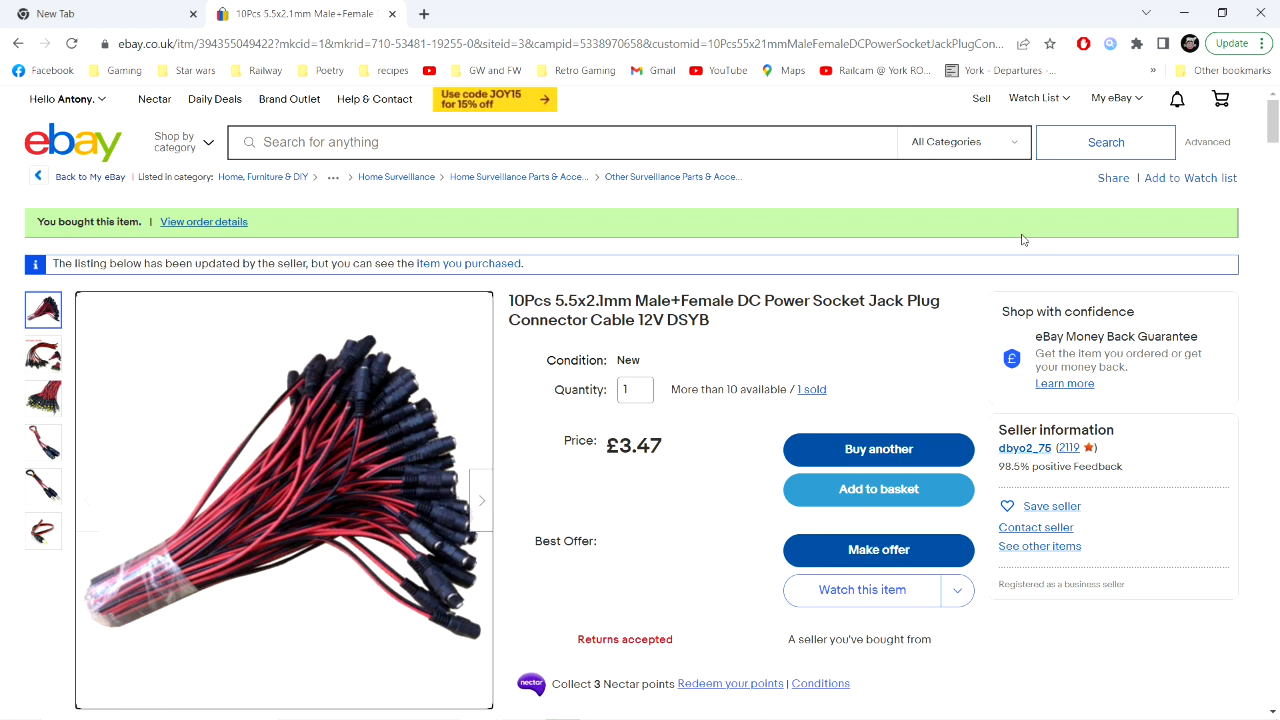 New Tab
10Pcs 5.5x2.1mm Male+Female
ebay.co.uk/itm/394355049422?mkcid=1&mkrid=710-53481-19255-0&siteid=3&campid=5338970658&customid=10Pcs55x21mmMaleFemaleDCPowerSocketJackPlugCon...
Update
Facebook
Gaming
Star wars
Railway
Poetry
recipes
GW and FW
Retro Gaming
Gmail
YouTube
Maps
Railcam @ York RO...
York - Departures -...
»
Other bookmarks
Hello Antony.
Nectar
Daily Deals
Brand Outlet
Help & Contact
Use code JOY15
for 15% off
Sell
Watch List
My eBay
ebay
Shop by
category
Search for anything
All Categories
Search
Advanced
Back to My eBay | Listed in category: Home, Furniture & DIY > ... > Home Surveillance > Home Surveillance Parts & Acce... > Other Surveillance Parts & Acce...
Share | Add to Watch list
You bought this item. | View order details
i The listing below has been updated by the seller, but you can see the item you purchased.
10Pcs 5.5x2.1mm Male+Female DC Power Socket Jack Plug
Connector Cable 12V DSYB
Condition: New
Quantity: 1 More than 10 available / 1 sold
Price: £3.47
Buy another
Add to basket
Best Offer:
Make offer
Watch this item
Returns accepted
A seller you've bought from
nectar Collect 3 Nectar points Redeem your points | Conditions
Shop with confidence
eBay Money Back Guarantee
£
Get the item you ordered or get
your money back.
Learn more
Seller information
dbyo2_75 (2119)
98.5% positive Feedback
Save seller
Contact seller
See other items
Registered as a business seller